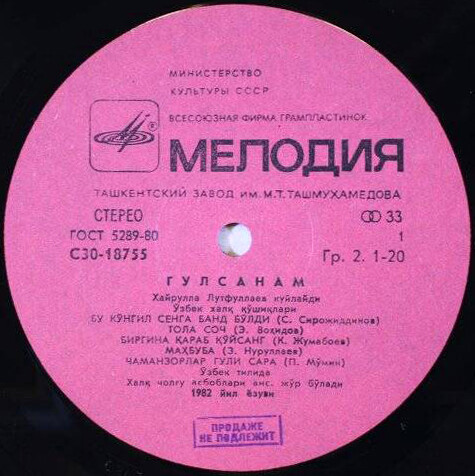 МИНИСТЕРСТВО
КУЛЬТУРЫ СССР
ВСЕСОЮЗНАЯ ФИРМА ГРАМПЛАСТИНОК
МЕЛОДИЯ
ТАШКЕНТСКИЙ ЗАВОД ИМ. М.Т. ТАШМУХАМЕДОВА
СТЕРЕО 33
ГОСТ 5289-80 1
С30-18755 Гр. 2. 1-20
ГУЛСАНАМ
Хайрулла Лутфуллаев куйлайди
Ўзбек халқ қўшиқлари
БУ КЎНГИЛ СЕНГА БАНД БЎЛДИ (С. Сирожиддинов)
ТОЛА СОЧ (Э. Воҳидов)
БИРГИНА ҚАРАБ ҚЎЙСАНГ (К. Жумабоев)
МАҲБУБА (Э. Нуруллаев)
ЧАМАНЗОРЛАР ГУЛИ САРА (П. Мўмин)
Ўзбек тилида
Халқ чолғу асбоблари анс. жўр бўлади
1982 йил ёзуви
ПРОДАЖЕ
НЕ ПОДЛЕЖИТ